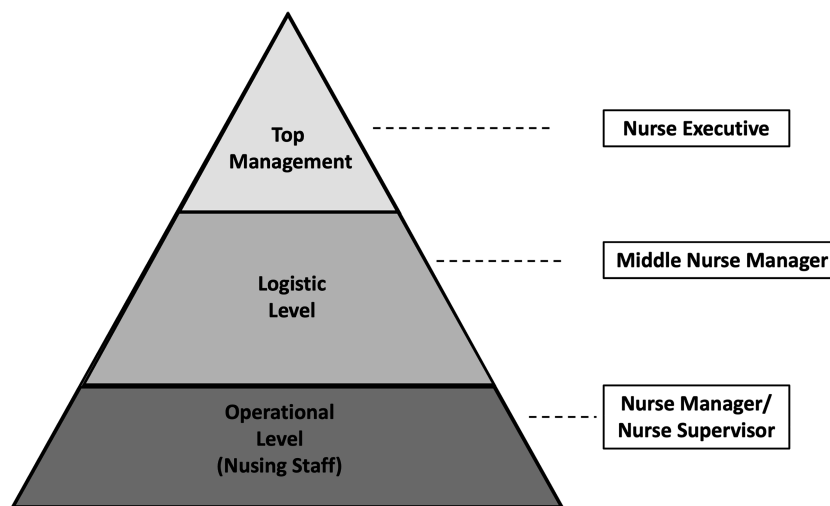 Top
Management
Nurse Executive
Logistic
Level
Middle Nurse Manager
Operational
Level
(Nusing Staff)
Nurse Manager/
Nurse Supervisor